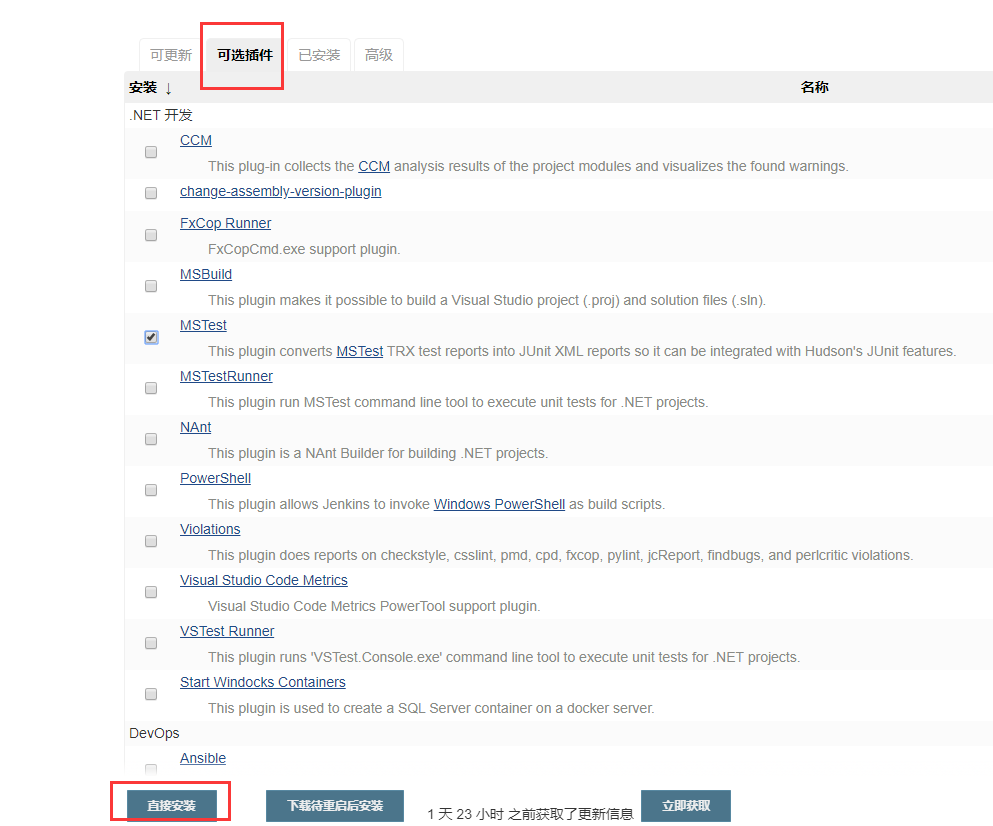 可更新 可选插件 已安装 高级
安装 ↓ 名称
.NET 开发
CCM
This plug-in collects the CCM analysis results of the project modules and visualizes the found warnings.
change-assembly-version-plugin
FxCop Runner
FxCopCmd.exe support plugin.
MSBuild
This plugin makes it possible to build a Visual Studio project (.proj) and solution files (.sln).
MSTest
This plugin converts MSTest TRX test reports into JUnit XML reports so it can be integrated with Hudson's JUnit features.
MSTestRunner
This plugin run MSTest command line tool to execute unit tests for .NET projects.
NAnt
This plugin is a NAnt Builder for building .NET projects.
PowerShell
This plugin allows Jenkins to invoke Windows PowerShell as build scripts.
Violations
This plugin does reports on checkstyle, csslint, pmd, cpd, fxcop, pylint, jcReport, findbugs, and perlcritic violations.
Visual Studio Code Metrics
Visual Studio Code Metrics PowerTool support plugin.
VSTest Runner
This plugin runs 'VSTest.Console.exe' command line tool to execute unit tests for .NET projects.
Start Windocks Containers
This plugin is used to create a SQL Server container on a docker server.
DevOps
Ansible
直接安装 下载待重启后安装 1 天 23 小时 之前获取了更新信息 立即获取